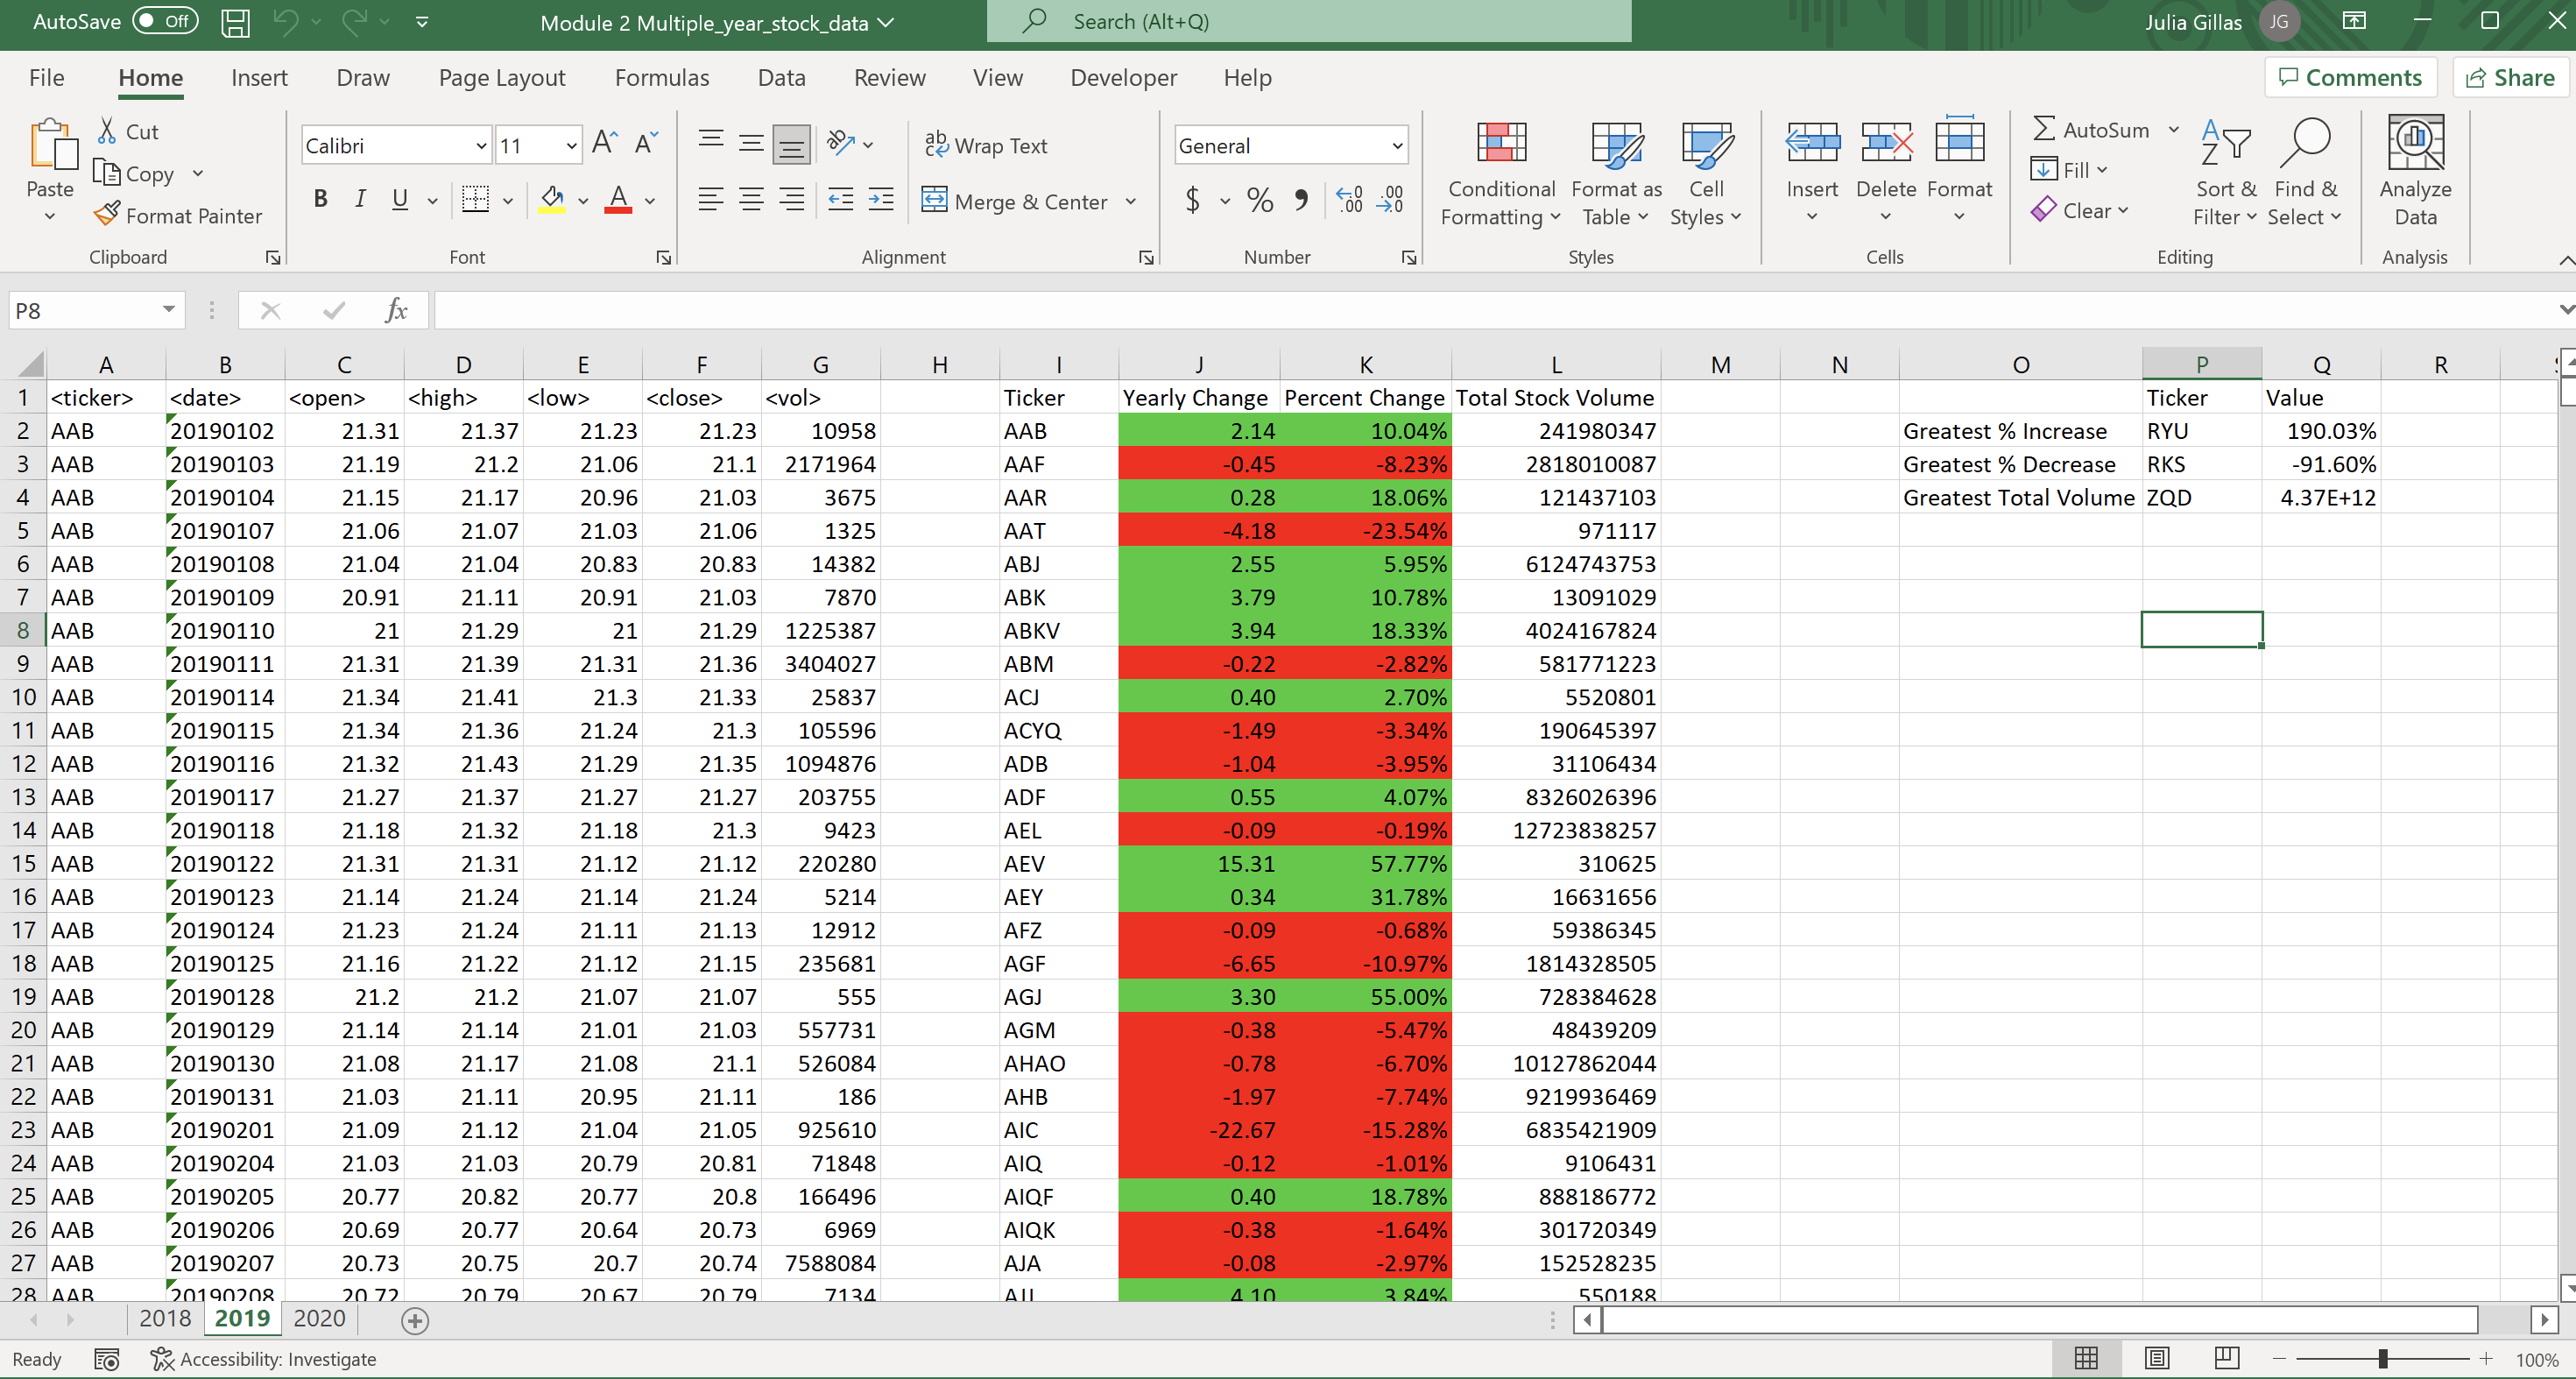 AutoSave Off Module 2 Multiple_year_stock_data Search (Alt+Q) Julia Gillas JG
File Home Insert Draw Page Layout Formulas Data Review View Developer Help Comments Share
Paste Cut Copy Format Painter Clipboard
Calibri 11 A A B I U A Font
ab Wrap Text Merge & Center Alignment
General $ % , .00 .00 Number
Conditional Formatting Format as Table Cell Styles Styles
Insert Delete Format Cells
AutoSum Fill Clear Sort & Filter Find & Select Editing
Analyze Data Analysis
P8 fx
A B C D E F G H I J K L M N O P Q R
1 <ticker> <date> <open> <high> <low> <close> <vol> Ticker Yearly Change Percent Change Total Stock Volume Ticker Value
2 AAB 20190102 21.31 21.37 21.23 21.23 10958 AAB 2.14 10.04% 241980347 Greatest % Increase RYU 190.03%
3 AAB 20190103 21.19 21.2 21.06 21.1 2171964 AAF -0.45 -8.23% 2818010087 Greatest % Decrease RKS -91.60%
4 AAB 20190104 21.15 21.17 20.96 21.03 3675 AAR 0.28 18.06% 121437103 Greatest Total Volume ZQD 4.37E+12
5 AAB 20190107 21.06 21.07 21.03 21.06 1325 AAT -4.18 -23.54% 971117
6 AAB 20190108 21.04 21.04 20.83 20.83 14382 ABJ 2.55 5.95% 6124743753
7 AAB 20190109 20.91 21.11 20.91 21.03 7870 ABK 3.79 10.78% 13091029
8 AAB 20190110 21 21.29 21 21.29 1225387 ABKV 3.94 18.33% 4024167824
9 AAB 20190111 21.31 21.39 21.31 21.36 3404027 ABM -0.22 -2.82% 581771223
10 AAB 20190114 21.34 21.41 21.3 21.33 25837 ACJ 0.40 2.70% 5520801
11 AAB 20190115 21.34 21.36 21.24 21.3 105596 ACYQ -1.49 -3.34% 190645397
12 AAB 20190116 21.32 21.43 21.29 21.35 1094876 ADB -1.04 -3.95% 31106434
13 AAB 20190117 21.27 21.37 21.27 21.27 203755 ADF 0.55 4.07% 8326026396
14 AAB 20190118 21.18 21.32 21.18 21.3 9423 AEL -0.09 -0.19% 12723838257
15 AAB 20190122 21.31 21.31 21.12 21.12 220280 AEV 15.31 57.77% 310625
16 AAB 20190123 21.14 21.24 21.14 21.24 5214 AEY 0.34 31.78% 16631656
17 AAB 20190124 21.23 21.24 21.11 21.13 12912 AFZ -0.09 -0.68% 59386345
18 AAB 20190125 21.16 21.22 21.12 21.15 235681 AGF -6.65 -10.97% 1814328505
19 AAB 20190128 21.2 21.2 21.07 21.07 555 AGJ 3.30 55.00% 728384628
20 AAB 20190129 21.14 21.14 21.01 21.03 557731 AGM -0.38 -5.47% 48439209
21 AAB 20190130 21.08 21.17 21.08 21.1 526084 AHAO -0.78 -6.70% 10127862044
22 AAB 20190131 21.03 21.11 20.95 21.11 186 AHB -1.97 -7.74% 9219936469
23 AAB 20190201 21.09 21.12 21.04 21.05 925610 AIC -22.67 -15.28% 6835421909
24 AAB 20190204 21.03 21.03 20.79 20.81 71848 AIQ -0.12 -1.01% 9106431
25 AAB 20190205 20.77 20.82 20.77 20.8 166496 AIQF 0.40 18.78% 888186772
26 AAB 20190206 20.69 20.77 20.64 20.73 6969 AIQK -0.38 -1.64% 301720349
27 AAB 20190207 20.73 20.75 20.7 20.74 7588084 AJA -0.08 -2.97% 152528235
28 AAB 20190208 20.72 20.79 20.67 20.79 7134 4.10 3.84% 550188
2018 2019 2020
Ready Accessibility: Investigate 100%